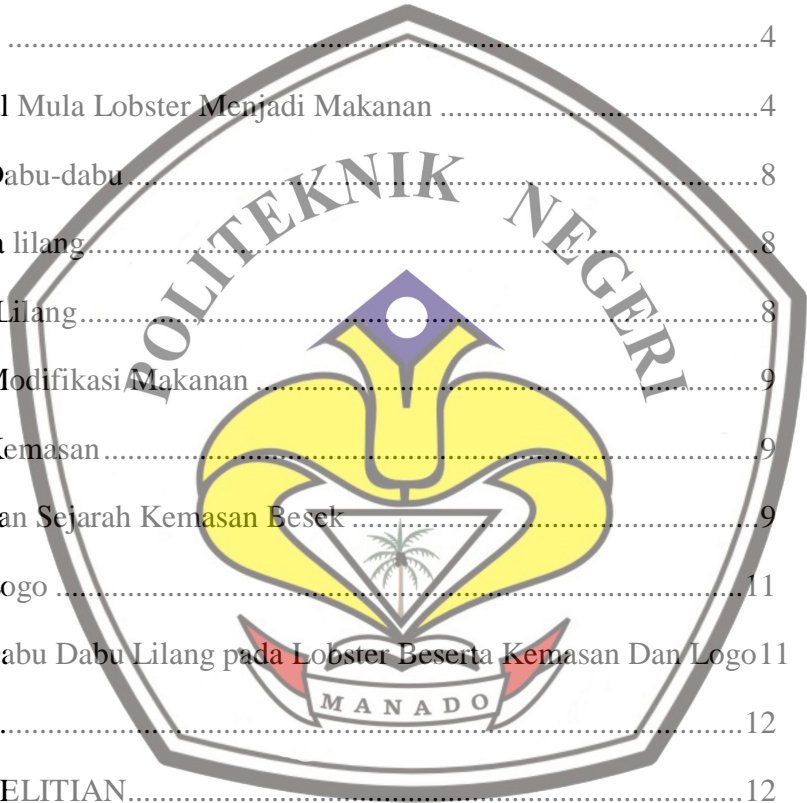 .......................................................................................................4
l Mula Lobster Menjadi Makanan ............................................4
Dabu-dabu......................................................................................8
a lilang............................................................................................8
Lilang.............................................................................................8
Modifikasi Makanan .....................................................................9
Kemasan.........................................................................................9
an Sejarah Kemasan Besek............................................................9
ogo ...............................................................................................11
abu Dabu Lilang pada Lobster Beserta Kemasan Dan Logo11
.......................................................................................................12
ELITIAN.......................................................................................12
POLITEKNIK NEGERI
MANADO